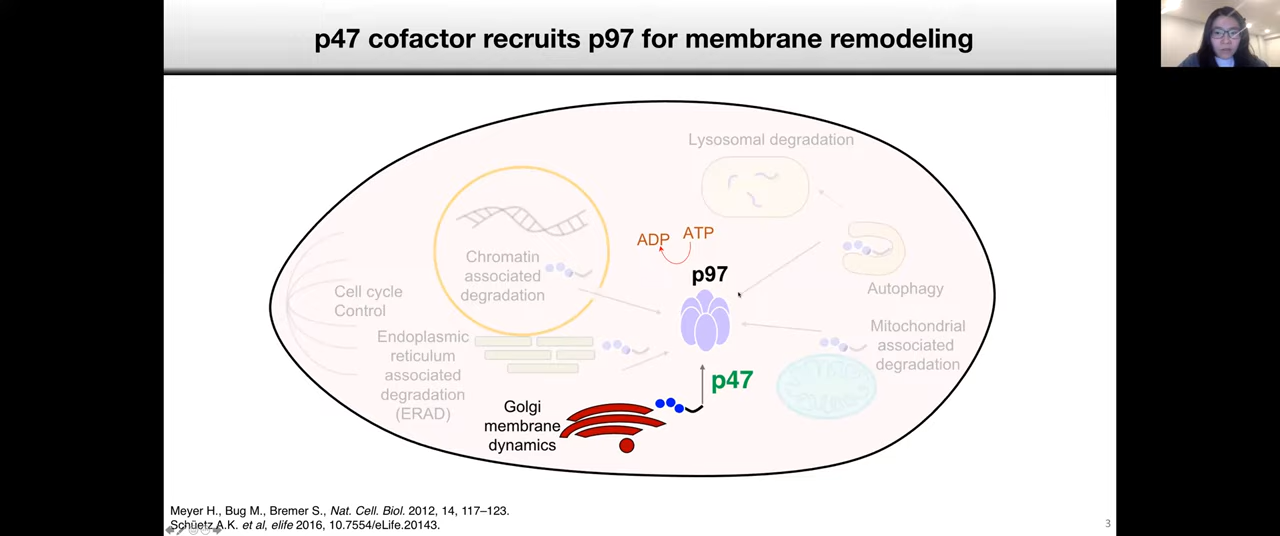 p47 cofactor recruits p97 for membrane remodeling
Lysosomal degradation
ADP
ATP
p97
Chromatin
associated
degradation
Cell cycle
Control
Autophagy
Endoplasmic
reticulum
associated
degradation
(ERAD)
Mitochondrial
associated
degradation
p47
Golgi
membrane
dynamics
Meyer H., Bug M., Bremer S., Nat. Cell. Biol. 2012, 14, 117–123.
Schüetz A.K. et al, elife 2016, 10.7554/eLife.20143.
3